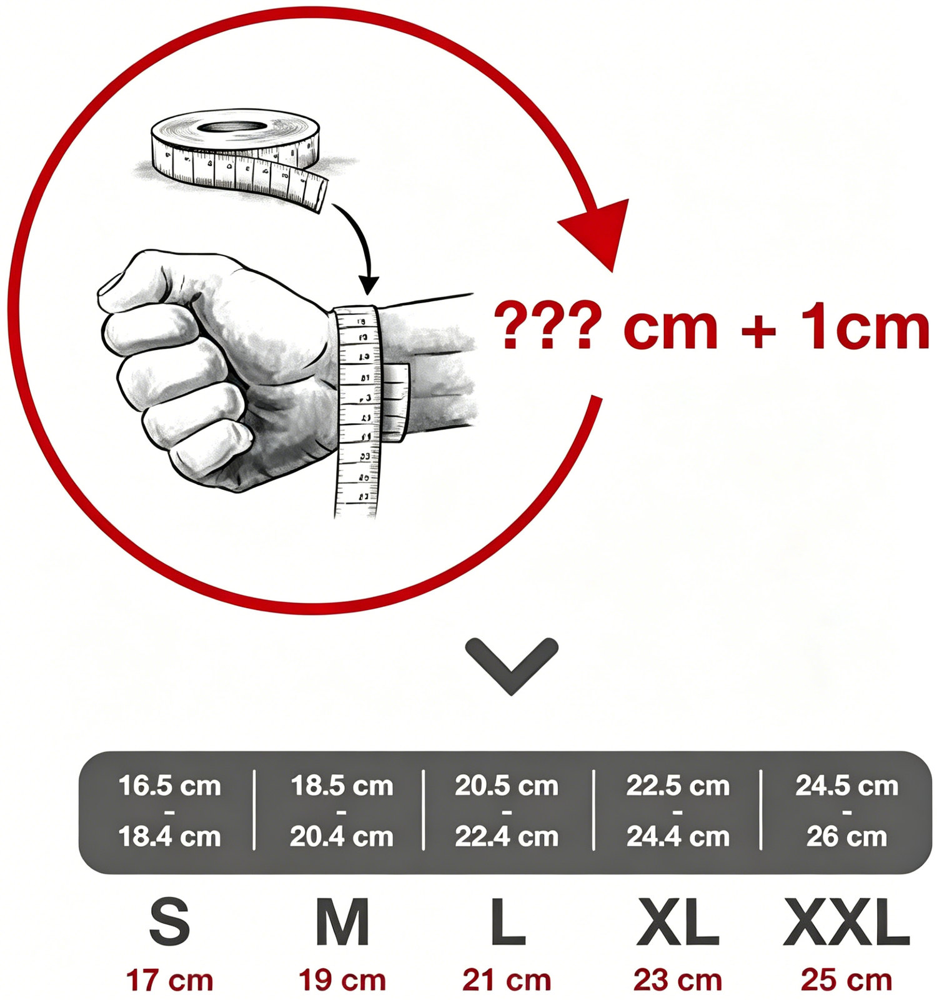 ??? cm + 1cm
16.5 cm - 18.4 cm
18.5 cm - 20.4 cm
20.5 cm - 22.4 cm
22.5 cm - 24.4 cm
24.5 cm - 26 cm
S M L XL XXL
17 cm 19 cm 21 cm 23 cm 25 cm